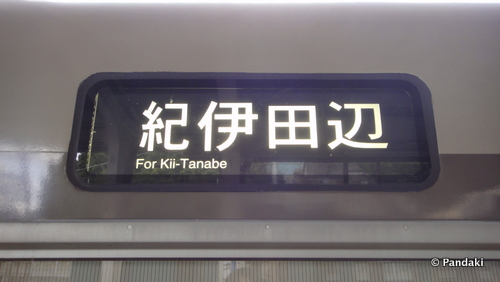 紀伊田辺
For Kii-Tanabe
© Pandaki